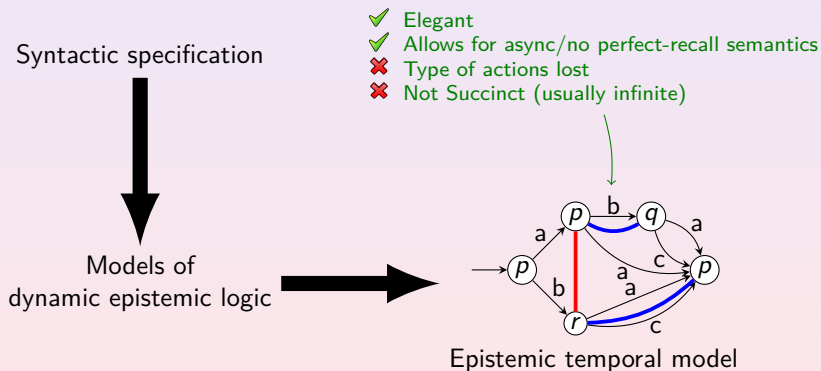 Elegant
Allows for async/no perfect-recall semantics
Type of actions lost
Not Succinct (usually infinite)
Syntactic specification
Models of
dynamic epistemic logic
p
a
b
p
b
q
a
c
a
p
r
a
c
Epistemic temporal model